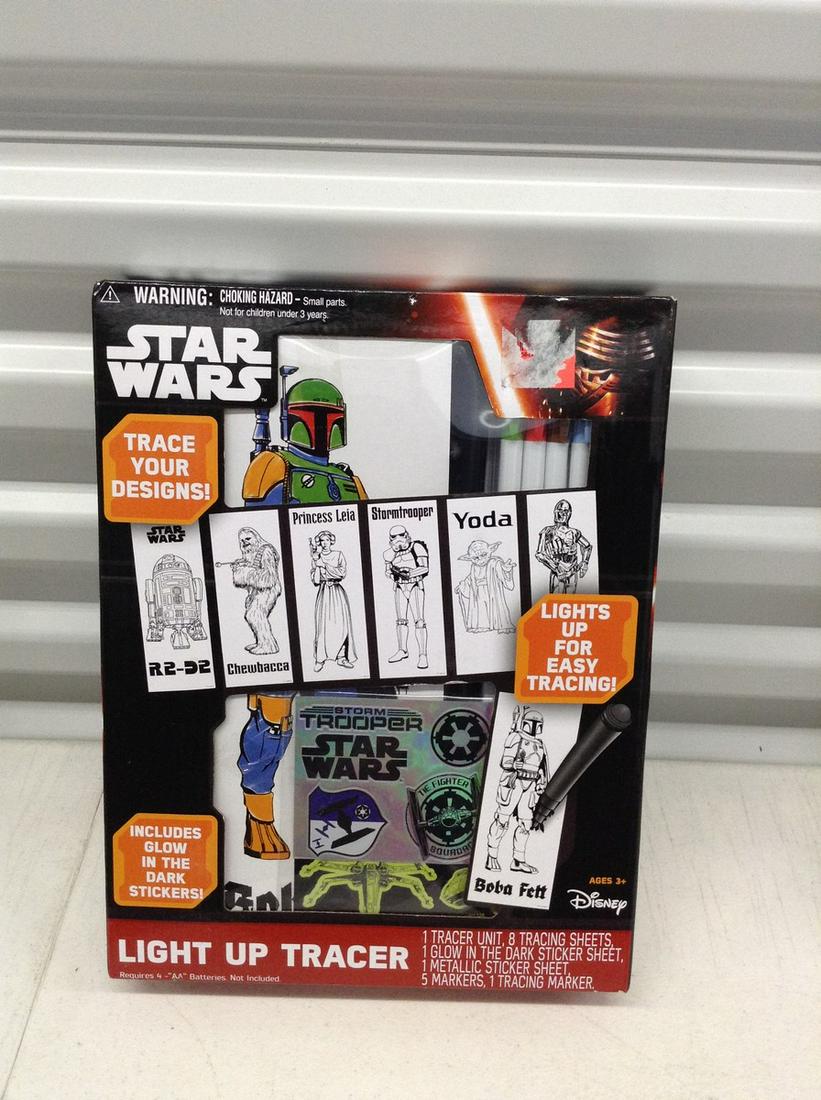 WARNING: CHOKING HAZARD – Small parts.
Not for children under 3 years.
STAR
WARS
TM
TRACE
YOUR
DESIGNS!
STAR
WARS
R2-D2
Chewbacca
Princess Leia
Stormtrooper
Yoda
LIGHTS
UP
FOR
EASY
TRACING!
STORM
TROOPER
STAR
WARS
TIE FIGHTER
INCLUDES
GLOW
IN THE
DARK
STICKERS!
Boba Fett
AGES 3+
Disney
LIGHT UP TRACER
Requires 4 -"AA" Batteries. Not Included.
1 TRACER UNIT, 8 TRACING SHEETS,
1 GLOW IN THE DARK STICKER SHEET,
1 METALLIC STICKER SHEET,
5 MARKERS, 1 TRACING MARKER.